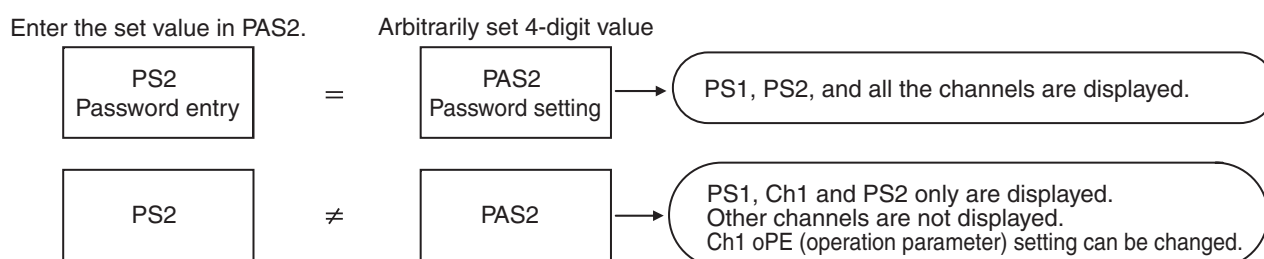 Enter the set value in PAS2.
Arbitrarily set 4-digit value
PS2
Password entry
=
PAS2
Password setting
PS1, PS2, and all the channels are displayed.
PS2
≠
PAS2
PS1, Ch1 and PS2 only are displayed.
Other channels are not displayed.
Ch1 oPE (operation parameter) setting can be changed.